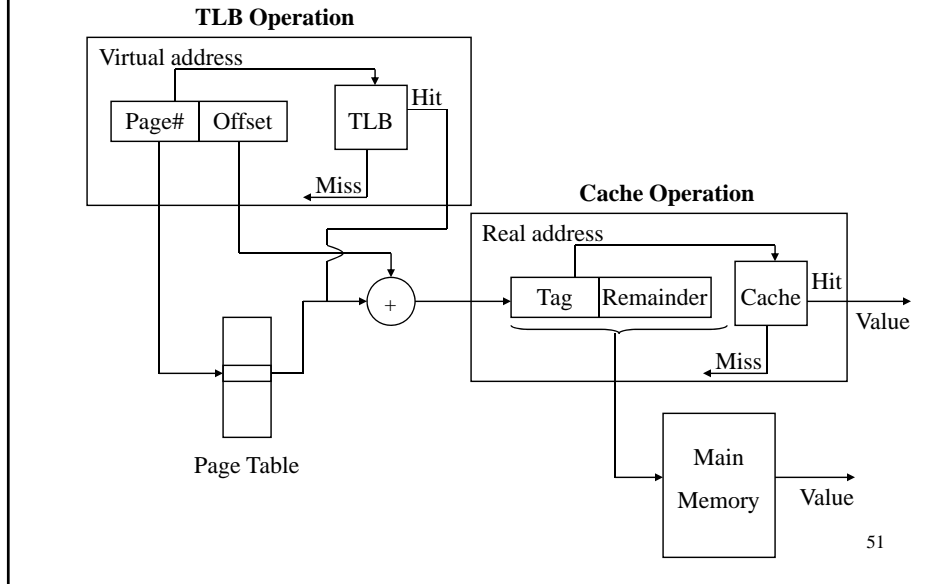 TLB Operation
Virtual address
Hit
Page#
Offset
TLB
Miss
Cache Operation
Real address
Hit
Tag
Remainder
Cache
+
Value
Miss
Page Table
Main
Memory
Value
51